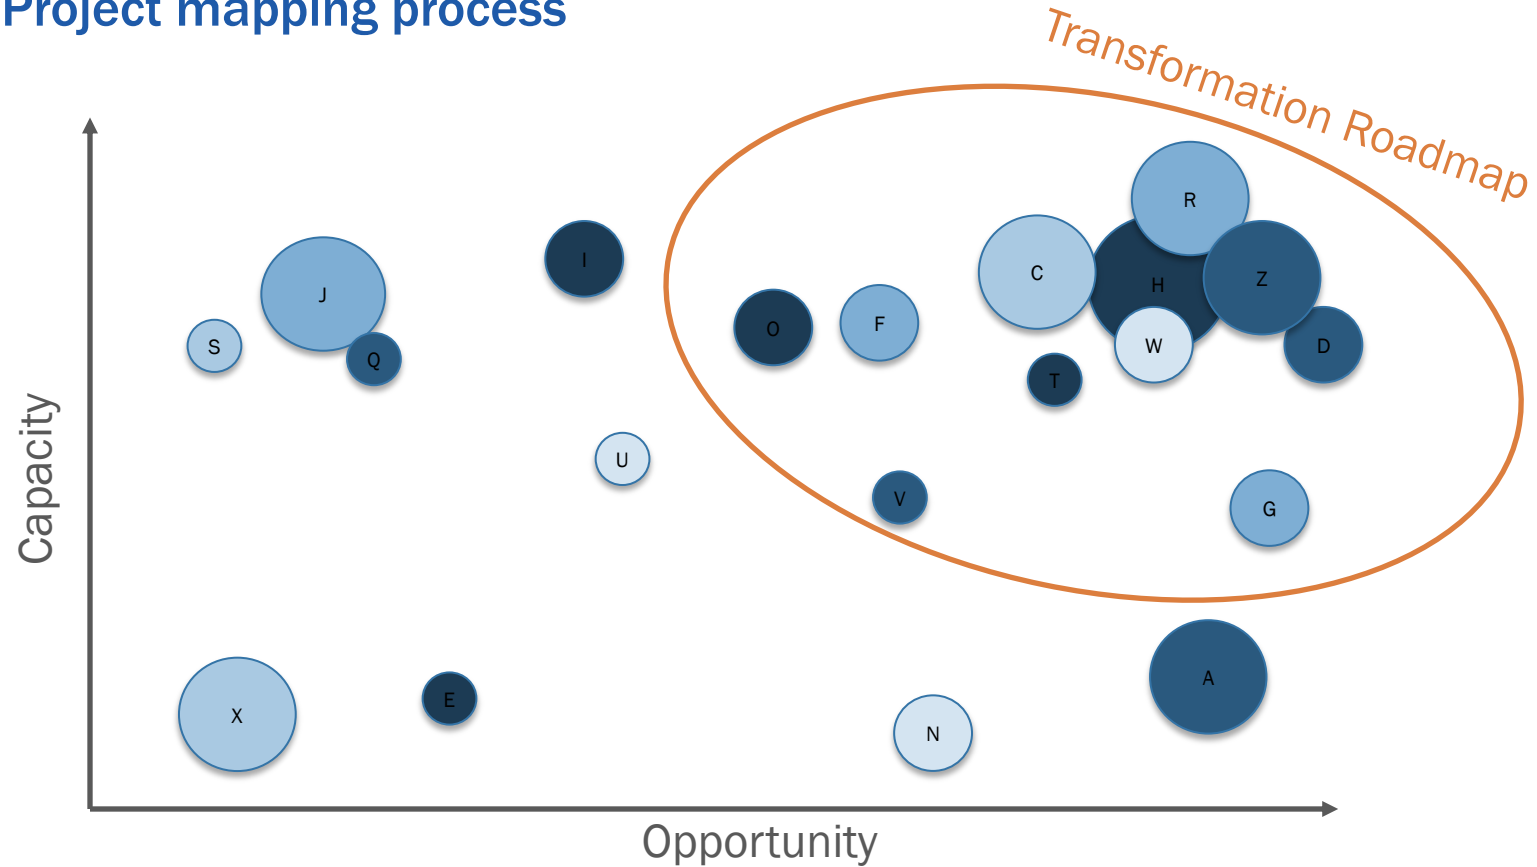 Project mapping process
Transformation Roadmap
R
I
C
Z
H
J
F
O
W
D
S
Q
T
U
V
G
A
E
X
N
Capacity
Opportunity